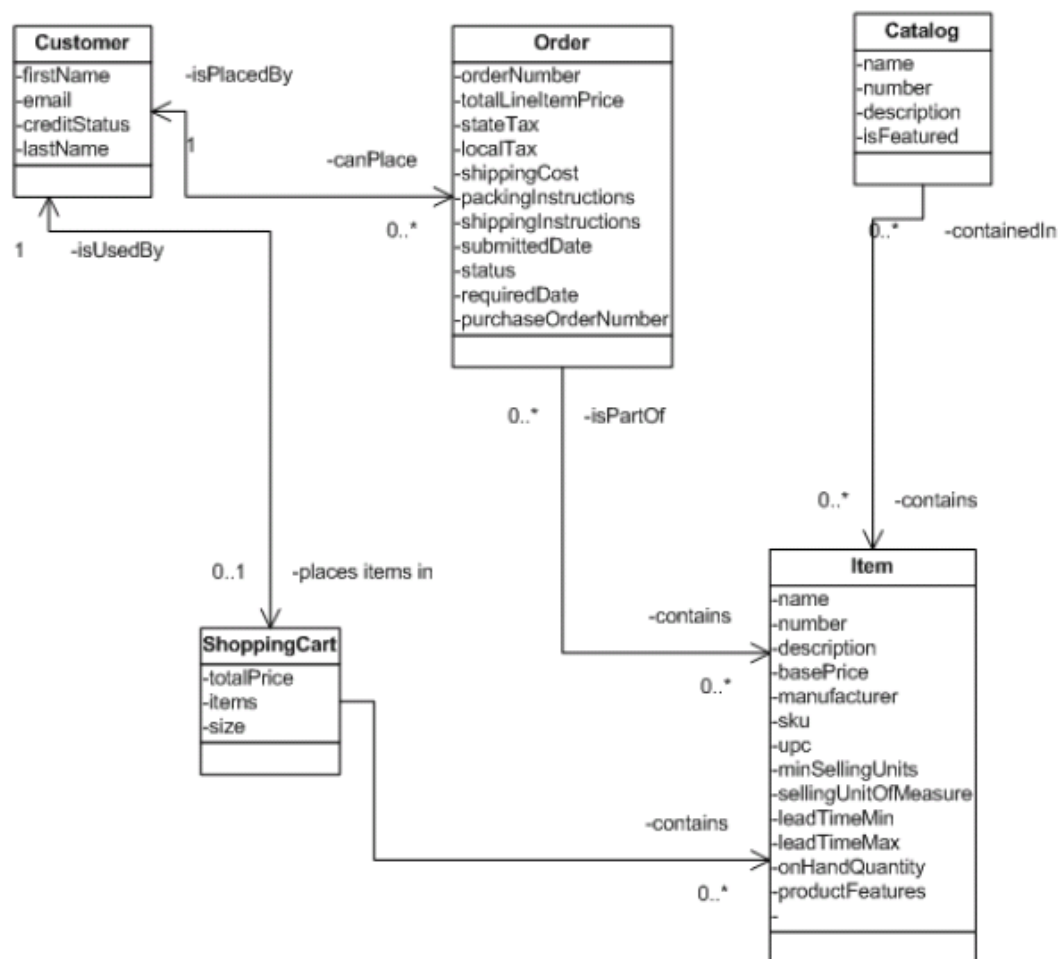 Customer
-firstName
-email
-creditStatus
-lastName
-isPlacedBy
1
-canPlace
0..*
Order
-orderNumber
-totalLineItemPrice
-stateTax
-localTax
-shippingCost
-packingInstructions
-shippingInstructions
-submittedDate
-status
-requiredDate
-purchaseOrderNumber
Catalog
-name
-number
-description
-isFeatured
0..*
-containedIn
1
-isUsedBy
0..*
-isPartOf
0..*
-contains
0..1
-places items in
ShoppingCart
-totalPrice
-items
-size
-contains
0..*
-contains
0..*
Item
-name
-number
-description
-basePrice
-manufacturer
-sku
-upc
-minSellingUnits
-sellingUnitOfMeasure
-leadTimeMin
-leadTimeMax
-onHandQuantity
-productFeatures
-